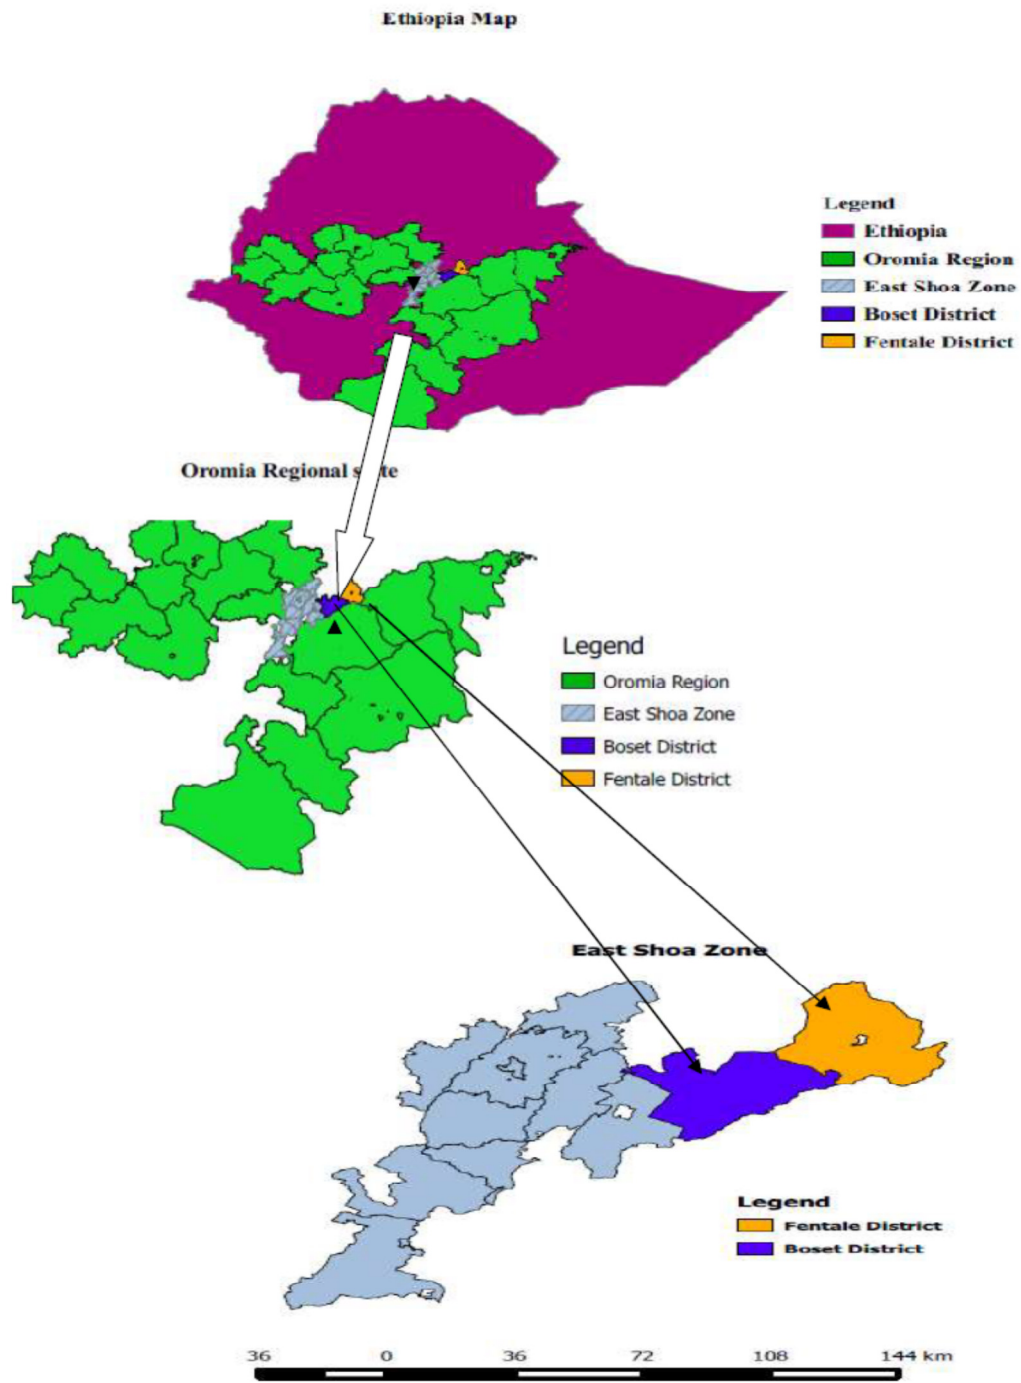 Ethiopia Map
Legend
Ethiopia
Oromia Region
East Shoa Zone
Boset District
Fentale District
Oromia Regional s te
Legend
Oromia Region
East Shoa Zone
Boset District
Fentale District
East Shoa Zone
Legend
Fentale District
Boset District
36 0 36 72 108 144 km